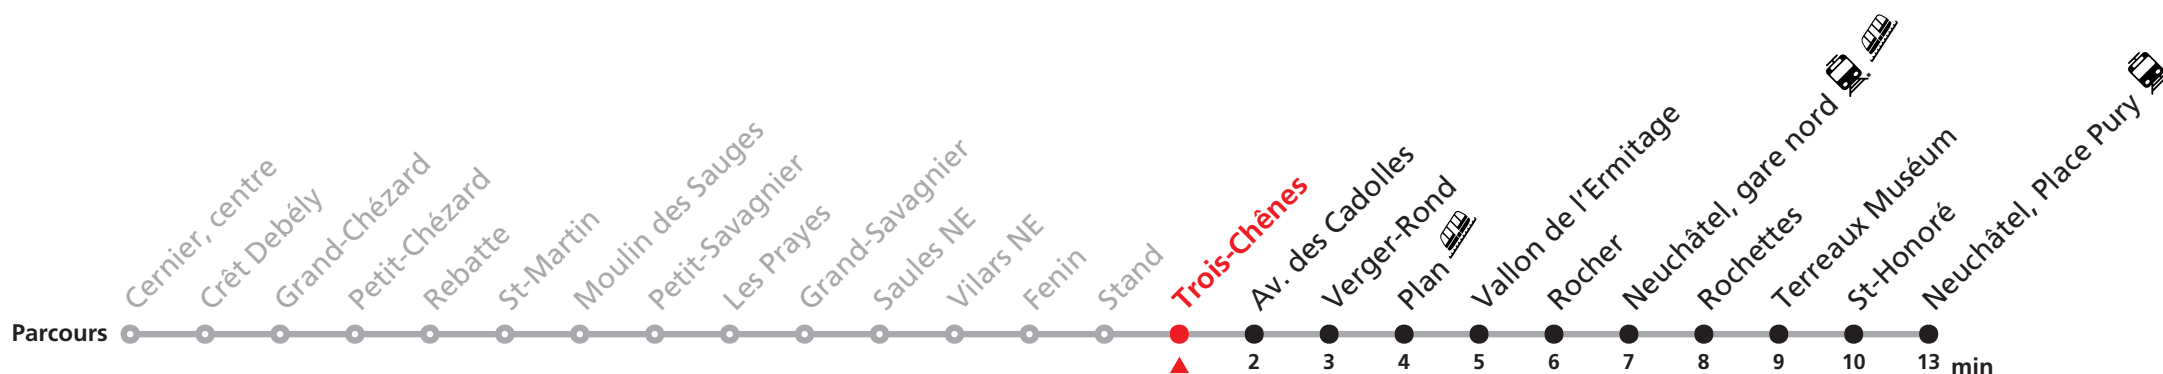 Parcours
Cernier, centre
Crêt Debély
Grand-Chézard
Petit-Chézard
Rebatte
St-Martin
Moulin des Sauges
Petit-Savagnier
Les Prayes
Grand-Savagnier
Saules NE
Vilars NE
Fenin
Stand
Trois-Chênes
Av. des Cadolles
Verger-Rond
Plan
Vallon de l'Ermitage
Rocher
Neuchâtel, gare nord
Rochettes
Terreaux Muséum
St-Honoré
Neuchâtel, Place Pury
2 3 4 5 6 7 8 9 10 13 min